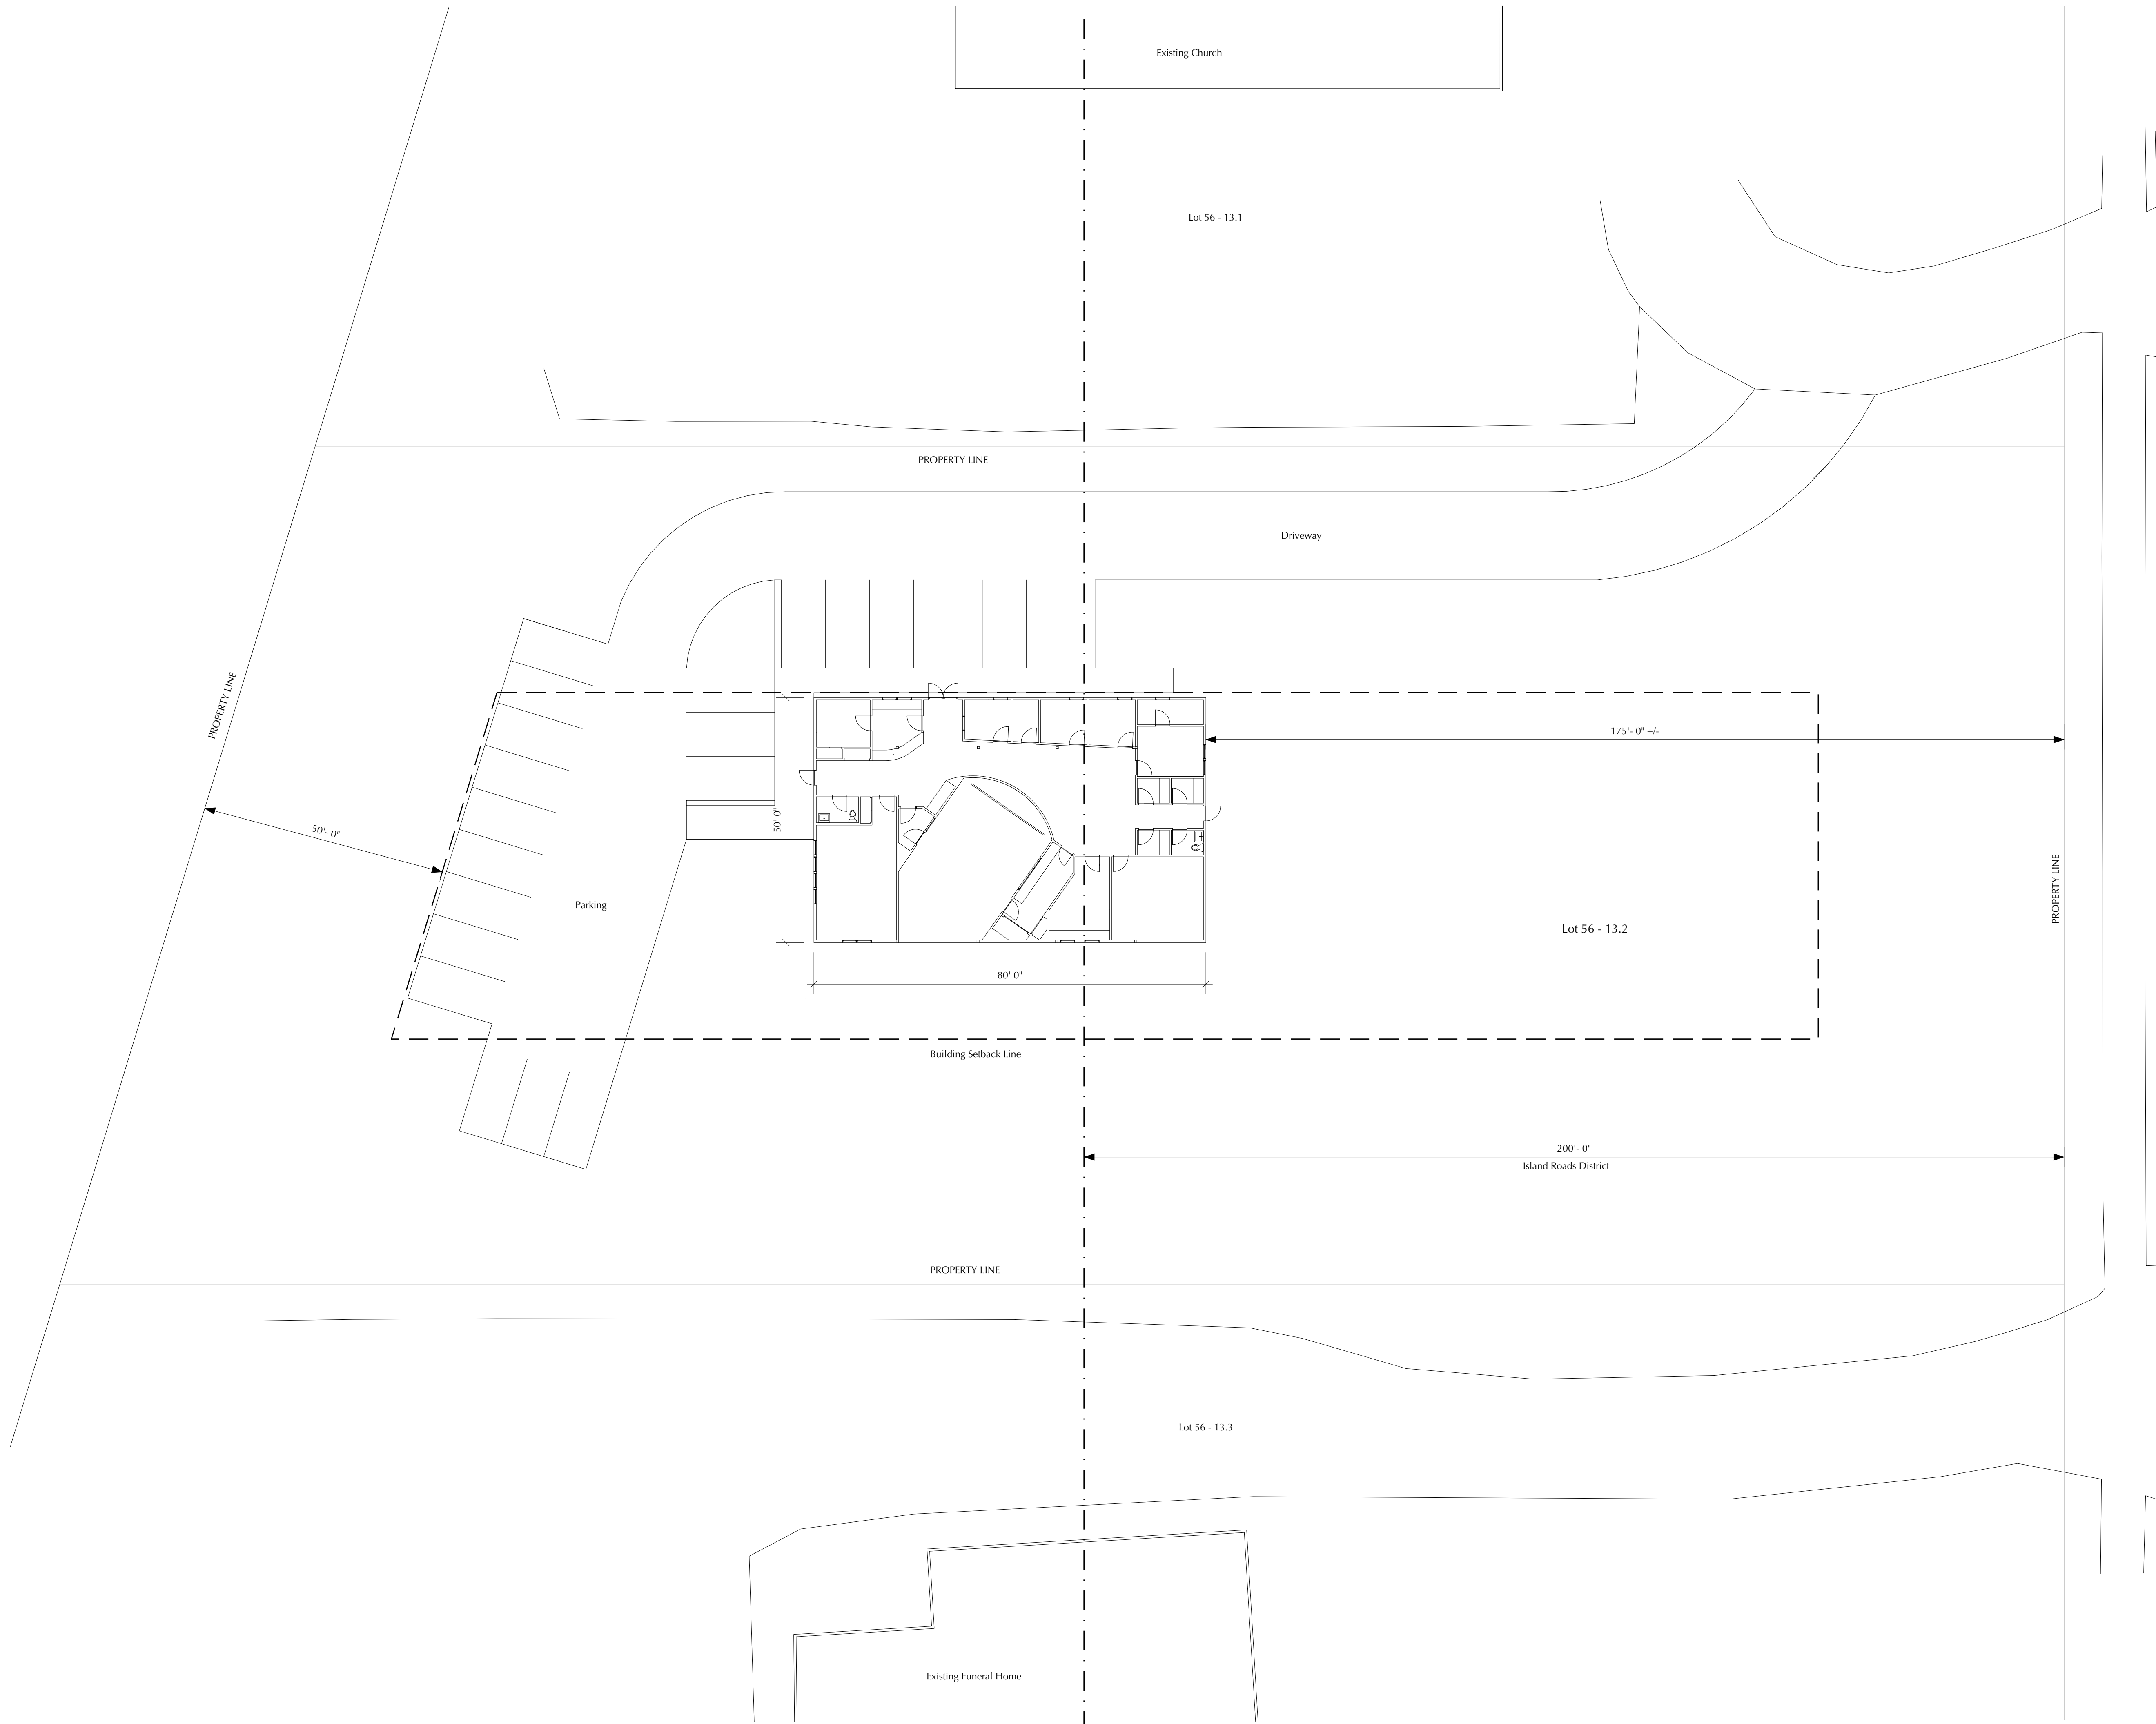 Existing Church
Lot 56 - 13.1
PROPERTY LINE
Driveway
PROPERTY LINE
175'- 0" +/-
50'- 0"
50' 0"
PROPERTY LINE
Parking
Lot 56 - 13.2
80' 0"
Building Setback Line
200'- 0"
Island Roads District
PROPERTY LINE
Lot 56 - 13.3
Existing Funeral Home